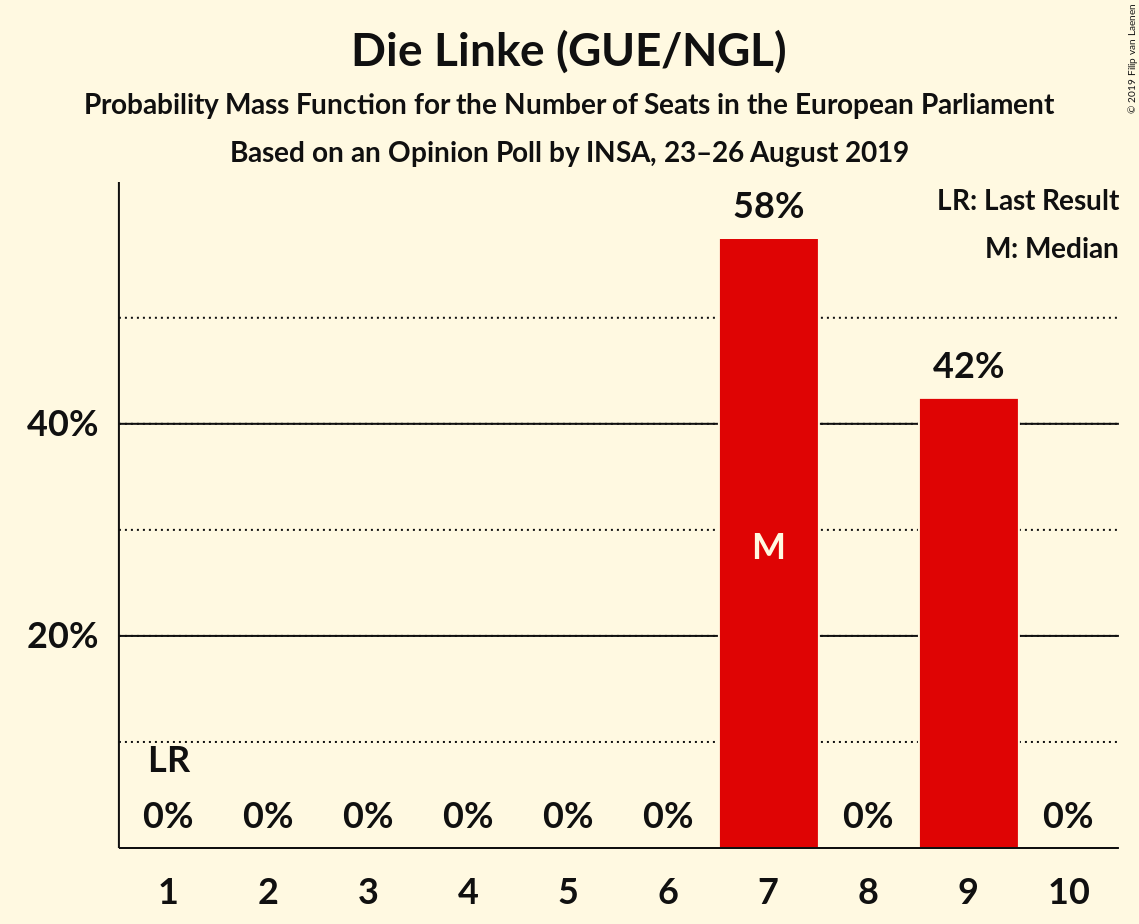 Die Linke (GUE/NGL)
Probability Mass Function for the Number of Seats in the European Parliament
Based on an Opinion Poll by INSA, 23–26 August 2019
© 2019 Filip van Laenen
LR: Last Result
M: Median
58%
42%
40%
20%
M
LR
0% 0% 0% 0% 0% 0% 0% 0%
1 2 3 4 5 6 7 8 9 10